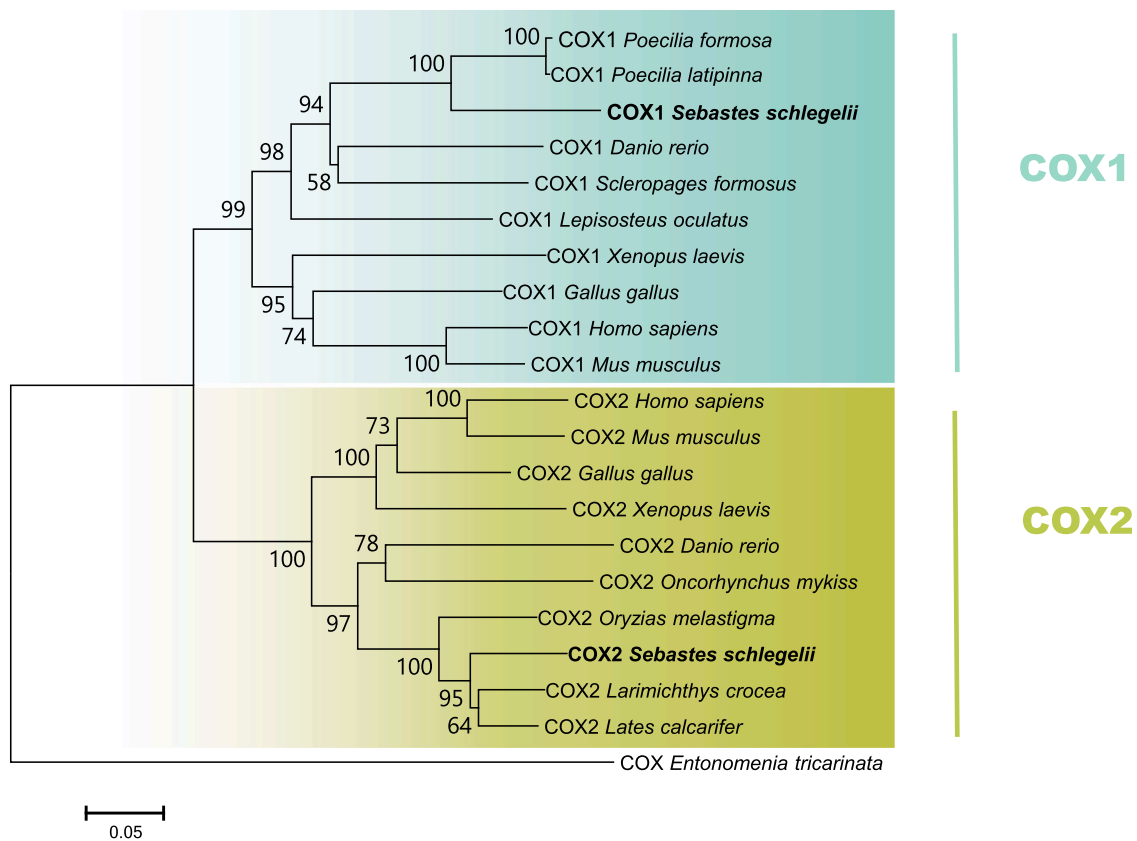 100
COX1 Poecilia formosa
100
COX1 Poecilia latipinna
94
COX1 Sebastes schlegelii
98
COX1 Danio rerio
58
COX1 Scleropages formosus
99
COX1 Lepisosteus oculatus
COX1 Xenopus laevis
95
COX1 Gallus gallus
74
COX1 Homo sapiens
100
COX1 Mus musculus
COX1
100
COX2 Homo sapiens
73
COX2 Mus musculus
100
COX2 Gallus gallus
COX2 Xenopus laevis
100
78
COX2 Danio rerio
COX2 Oncorhynchus mykiss
97
COX2 Oryzias melastigma
100
COX2 Sebastes schlegelii
95
COX2 Larimichthys crocea
64
COX2 Lates calcarifer
COX2
COX Entonomenia tricarinata
0.05